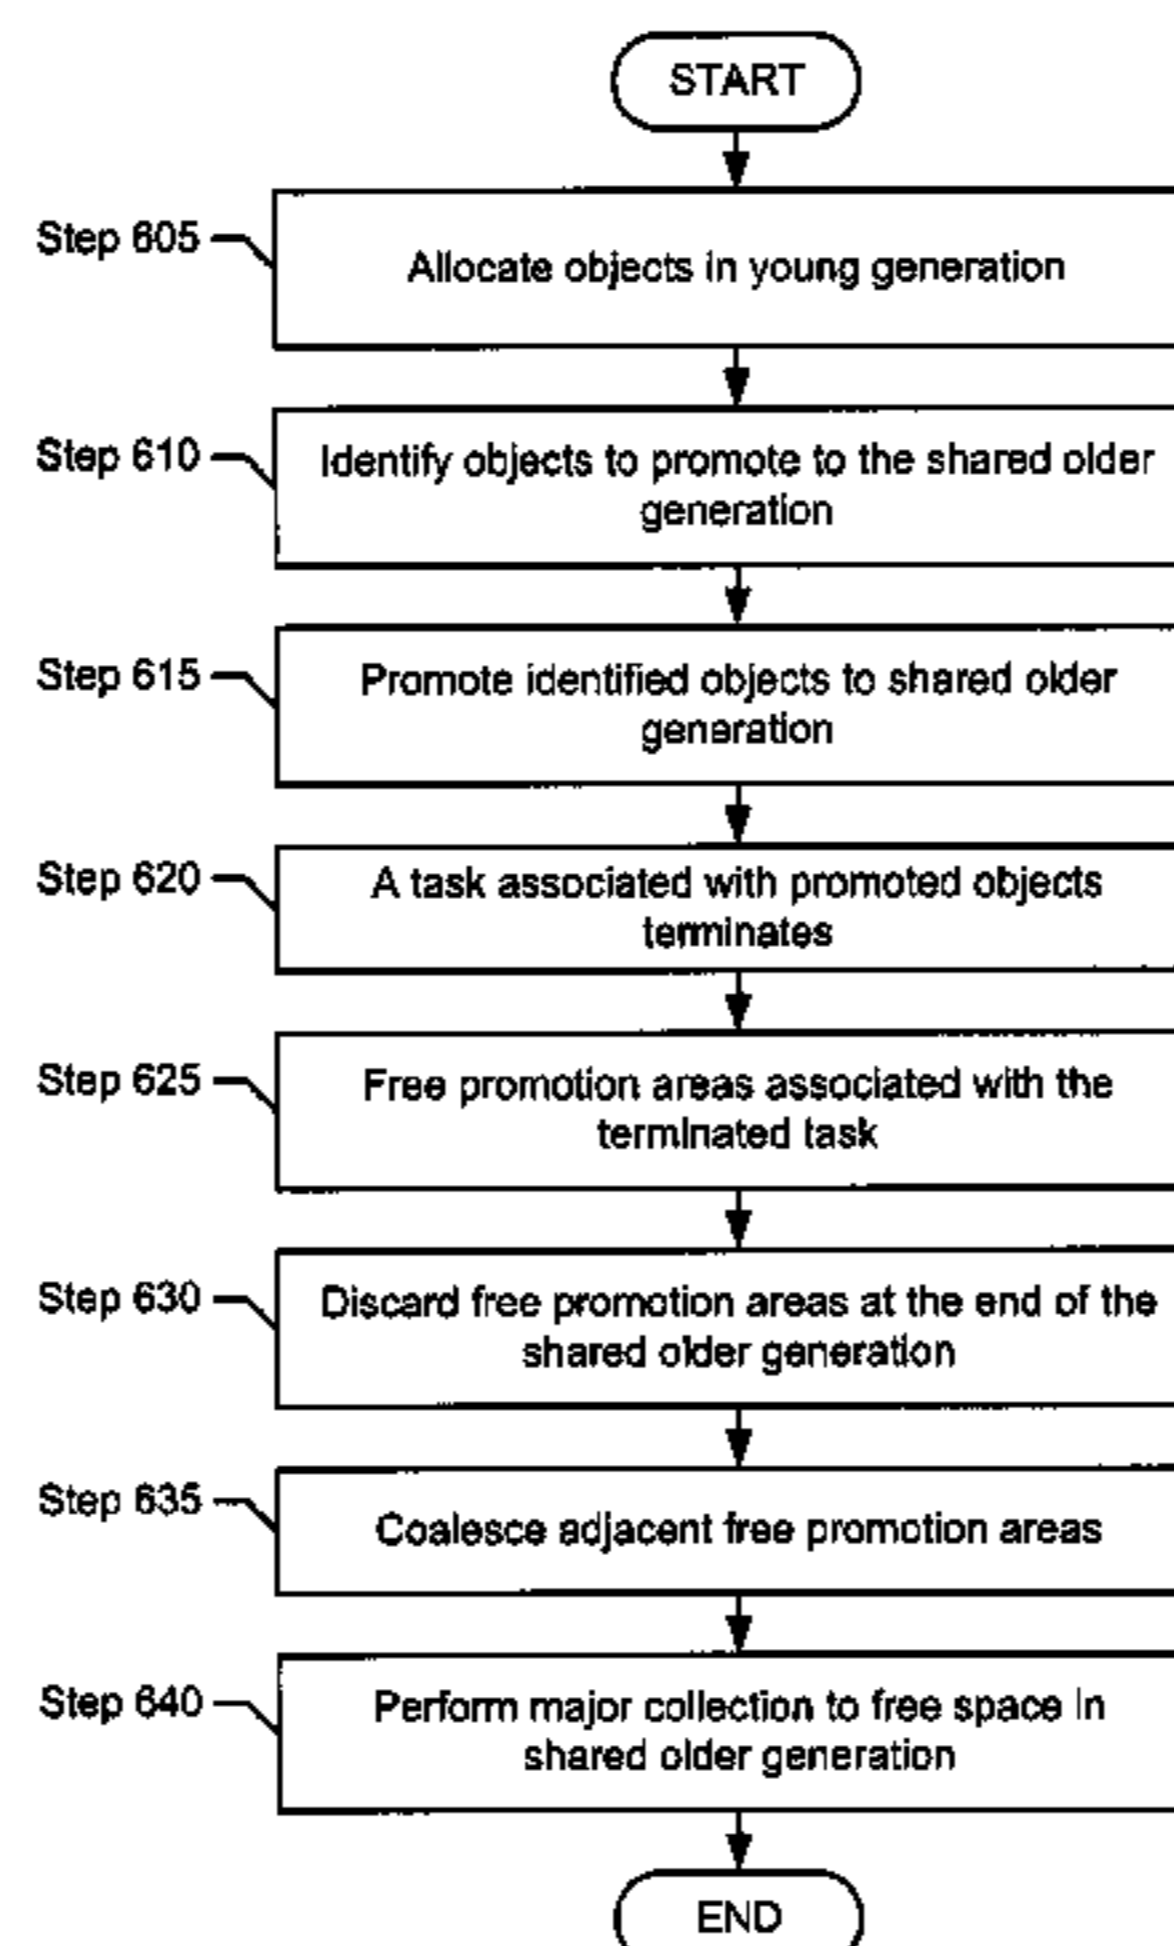 START
Step 605
Allocate objects in young generation
Step 610
Identify objects to promote to the shared older
generation
Step 615
Promote identified objects to shared older
generation
Step 620
A task associated with promoted objects
terminates
Step 625
Free promotion areas associated with the
terminated task
Step 630
Discard free promotion areas at the end of the
shared older generation
Step 635
Coalesce adjacent free promotion areas
Step 640
Perform major collection to free space in
shared older generation
END